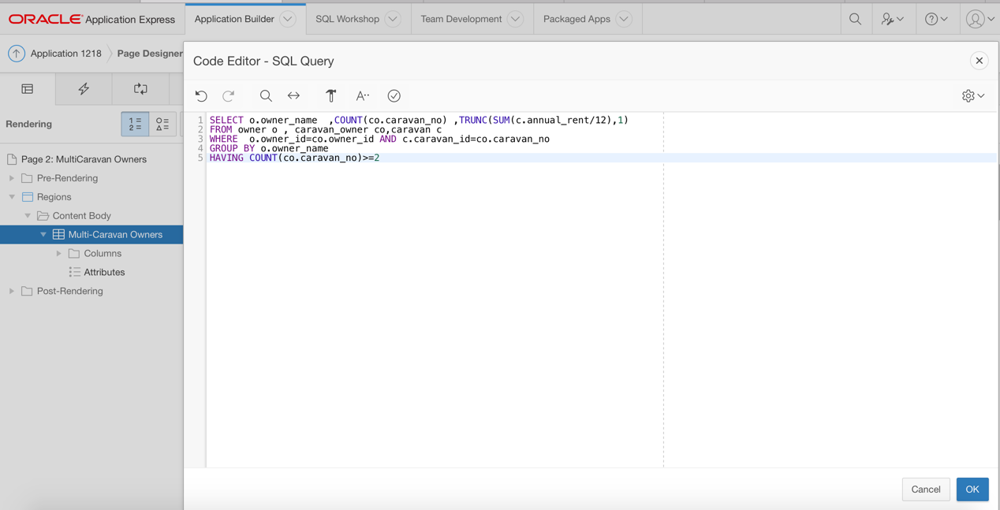 ORACLE Application Express
Application Builder
SQL Workshop
Team Development
Packaged Apps
Application 1218
Page Designer
Code Editor - SQL Query
Rendering
Page 2: MultiCaravan Owners
Pre-Rendering
Regions
Content Body
Multi-Caravan Owners
Columns
Attributes
Post-Rendering
1 SELECT o.owner_name  ,COUNT(co.caravan_no) ,TRUNC(SUM(c.annual_rent/12),1)
2 FROM owner o , caravan_owner co,caravan c
3 WHERE  o.owner_id=co.owner_id AND c.caravan_id=co.caravan_no
4 GROUP BY o.owner_name
5 HAVING COUNT(co.caravan_no)>=2
Cancel
OK